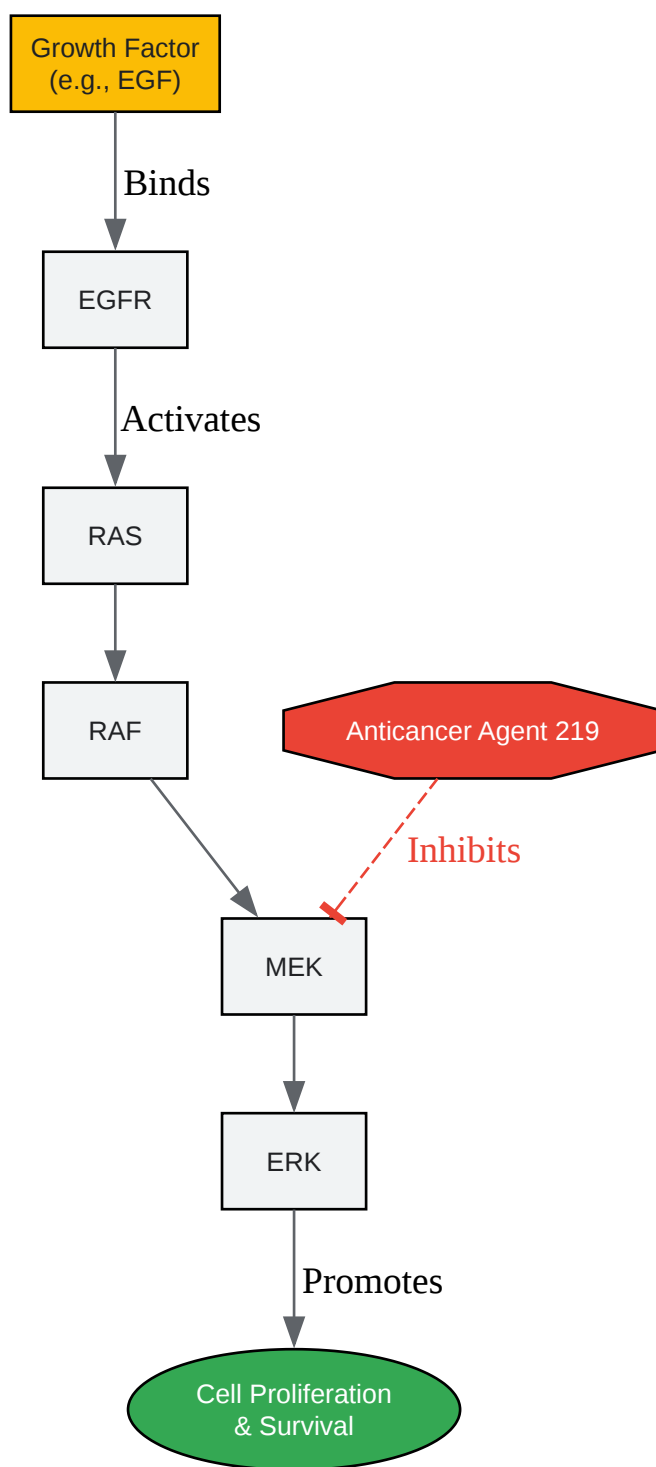 Growth Factor
(e.g., EGF)
Binds
EGFR
Activates
RAS
RAF
Anticancer Agent 219
Inhibits
MEK
ERK
Promotes
Cell Proliferation
& Survival